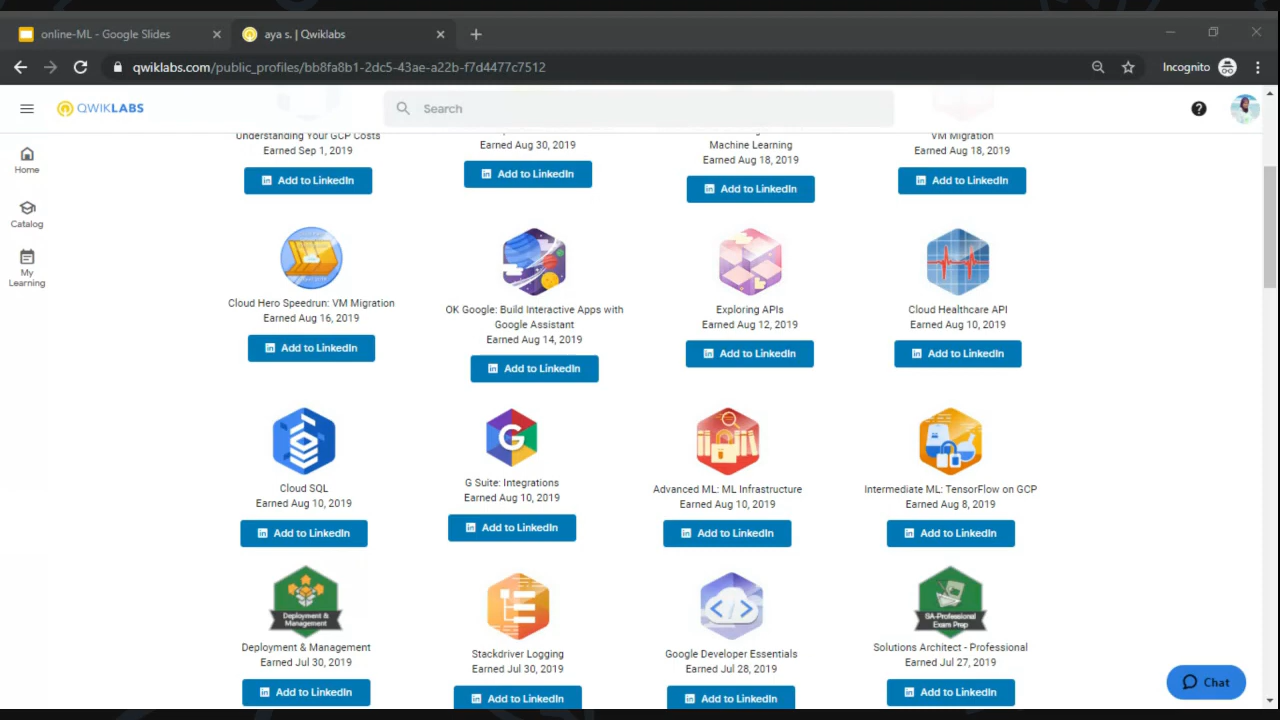 online-ML - Google Slides
aya s. | Qwiklabs
qwiklabs.com/public_profiles/bb8fa8b1-2dc5-43ae-a22b-f7d4477c7512
Incognito
QWIKLABS
Search
Home
Catalog
My
Learning
Understanding Your GCP Costs
Earned Sep 1, 2019
Add to LinkedIn
Earned Aug 30, 2019
Add to LinkedIn
Machine Learning
Earned Aug 18, 2019
Add to LinkedIn
VM Migration
Earned Aug 18, 2019
Add to LinkedIn
Cloud Hero Speedrun: VM Migration
Earned Aug 16, 2019
Add to LinkedIn
OK Google: Build Interactive Apps with
Google Assistant
Earned Aug 14, 2019
Add to LinkedIn
Exploring APIs
Earned Aug 12, 2019
Add to LinkedIn
Cloud Healthcare API
Earned Aug 10, 2019
Add to LinkedIn
Cloud SQL
Earned Aug 10, 2019
Add to LinkedIn
G
G Suite: Integrations
Earned Aug 10, 2019
Add to LinkedIn
Advanced ML: ML Infrastructure
Earned Aug 10, 2019
Add to LinkedIn
Intermediate ML: TensorFlow on GCP
Earned Aug 8, 2019
Add to LinkedIn
Deployment &
Management
Deployment & Management
Earned Jul 30, 2019
Add to LinkedIn
Stackdriver Logging
Earned Jul 30, 2019
Add to LinkedIn
Google Developer Essentials
Earned Jul 28, 2019
Add to LinkedIn
SA-Professional
Exam Prep
Solutions Architect - Professional
Earned Jul 27, 2019
Add to LinkedIn
Chat